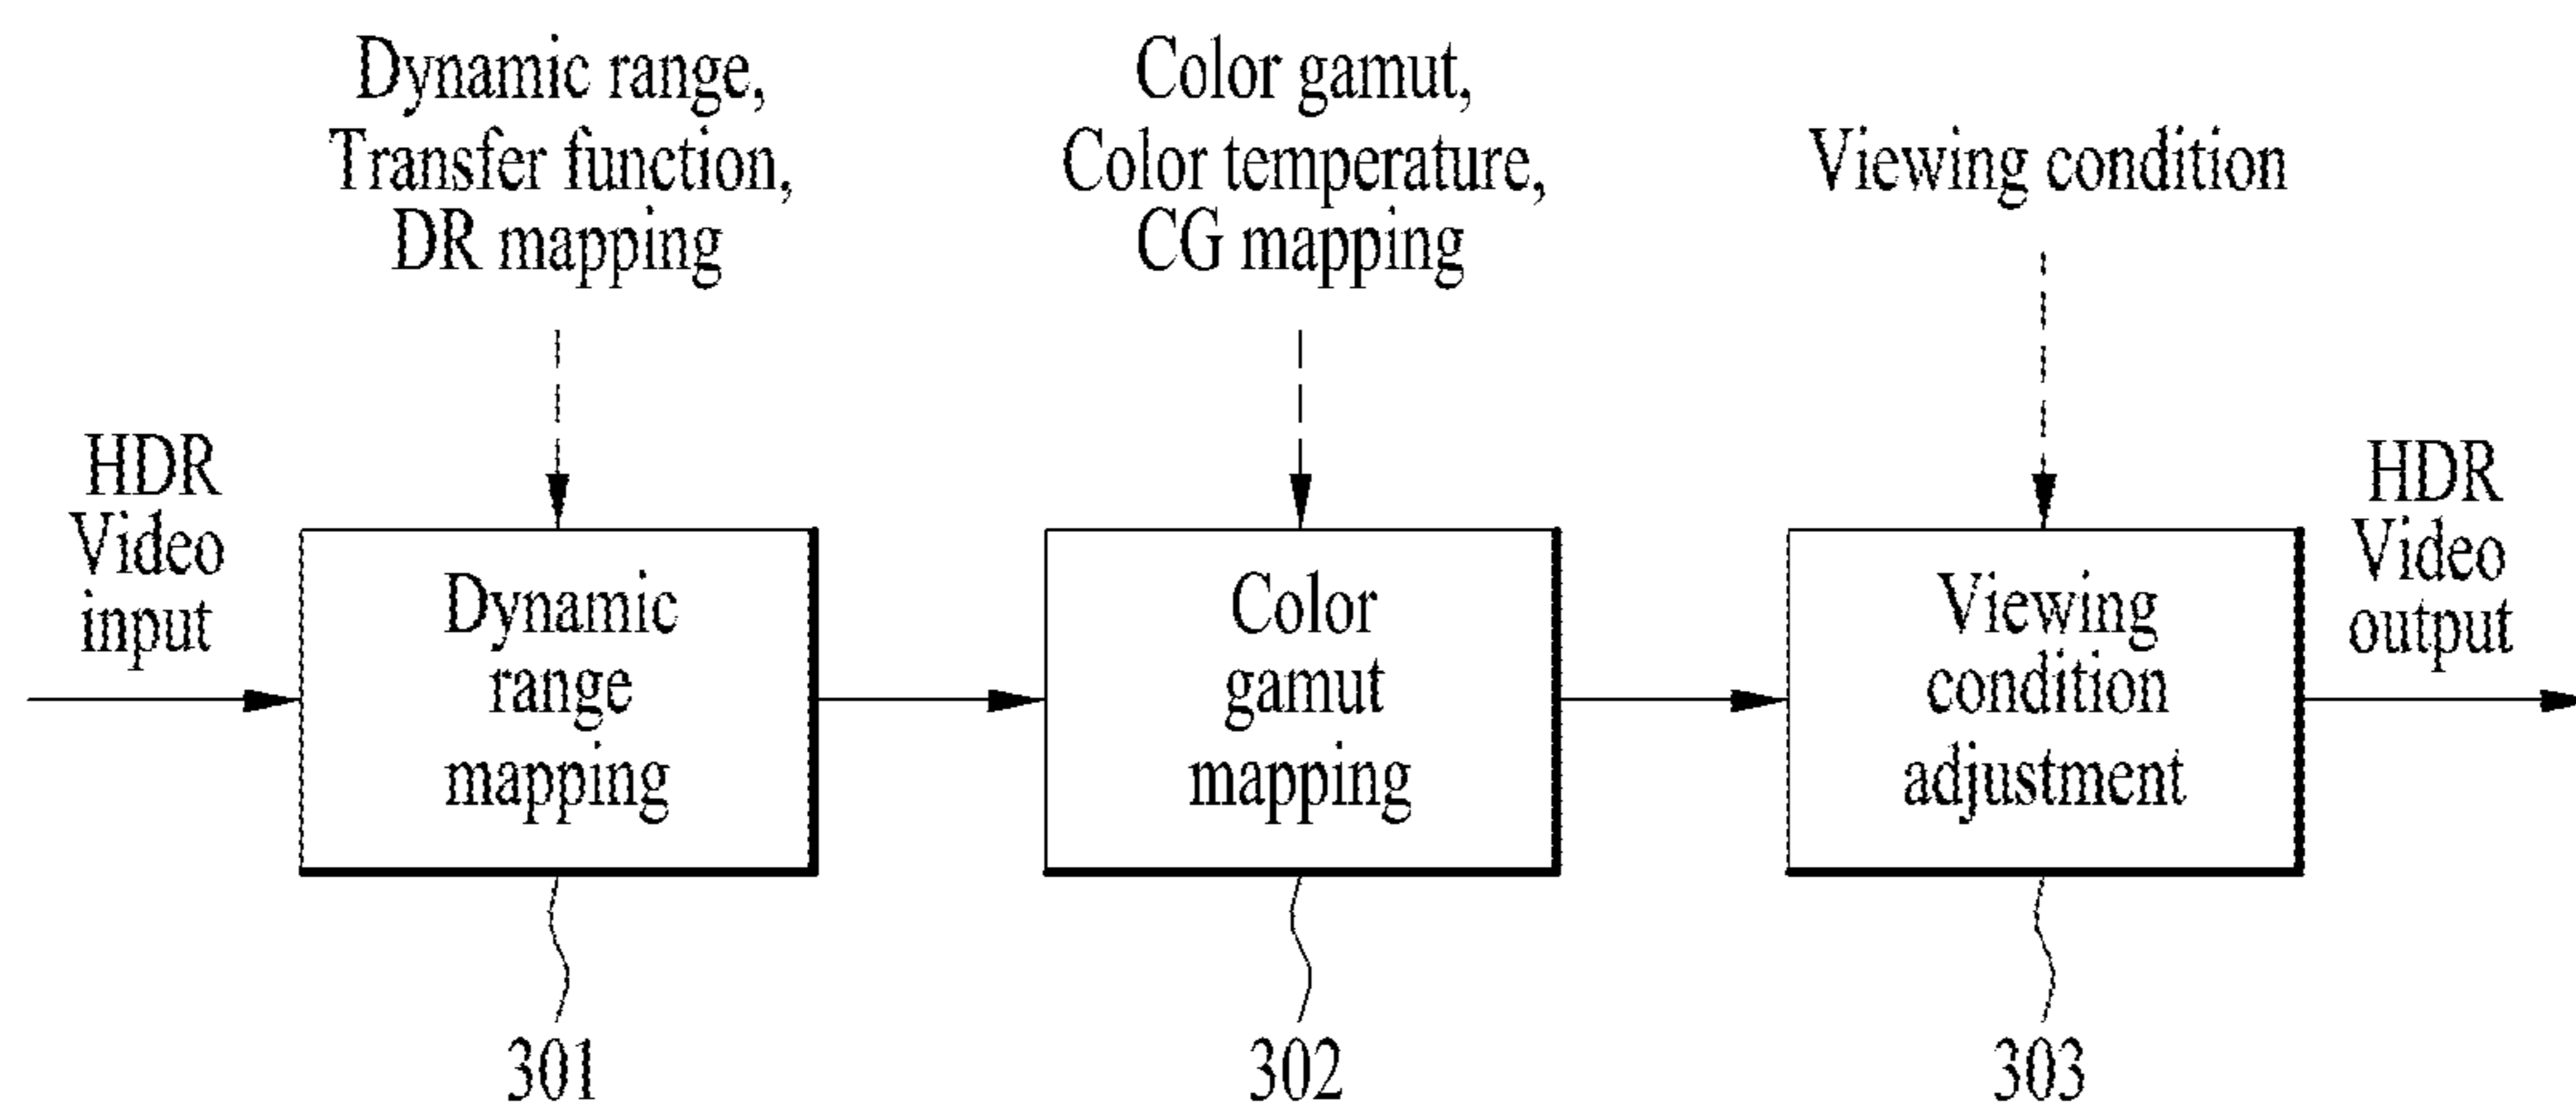 Dynamic range,
Transfer function,
DR mapping
Color gamut,
Color temperature,
CG mapping
Viewing condition
HDR
Video
input
Dynamic
range
mapping
Color
gamut
mapping
Viewing
condition
adjustment
HDR
Video
output
301
302
303